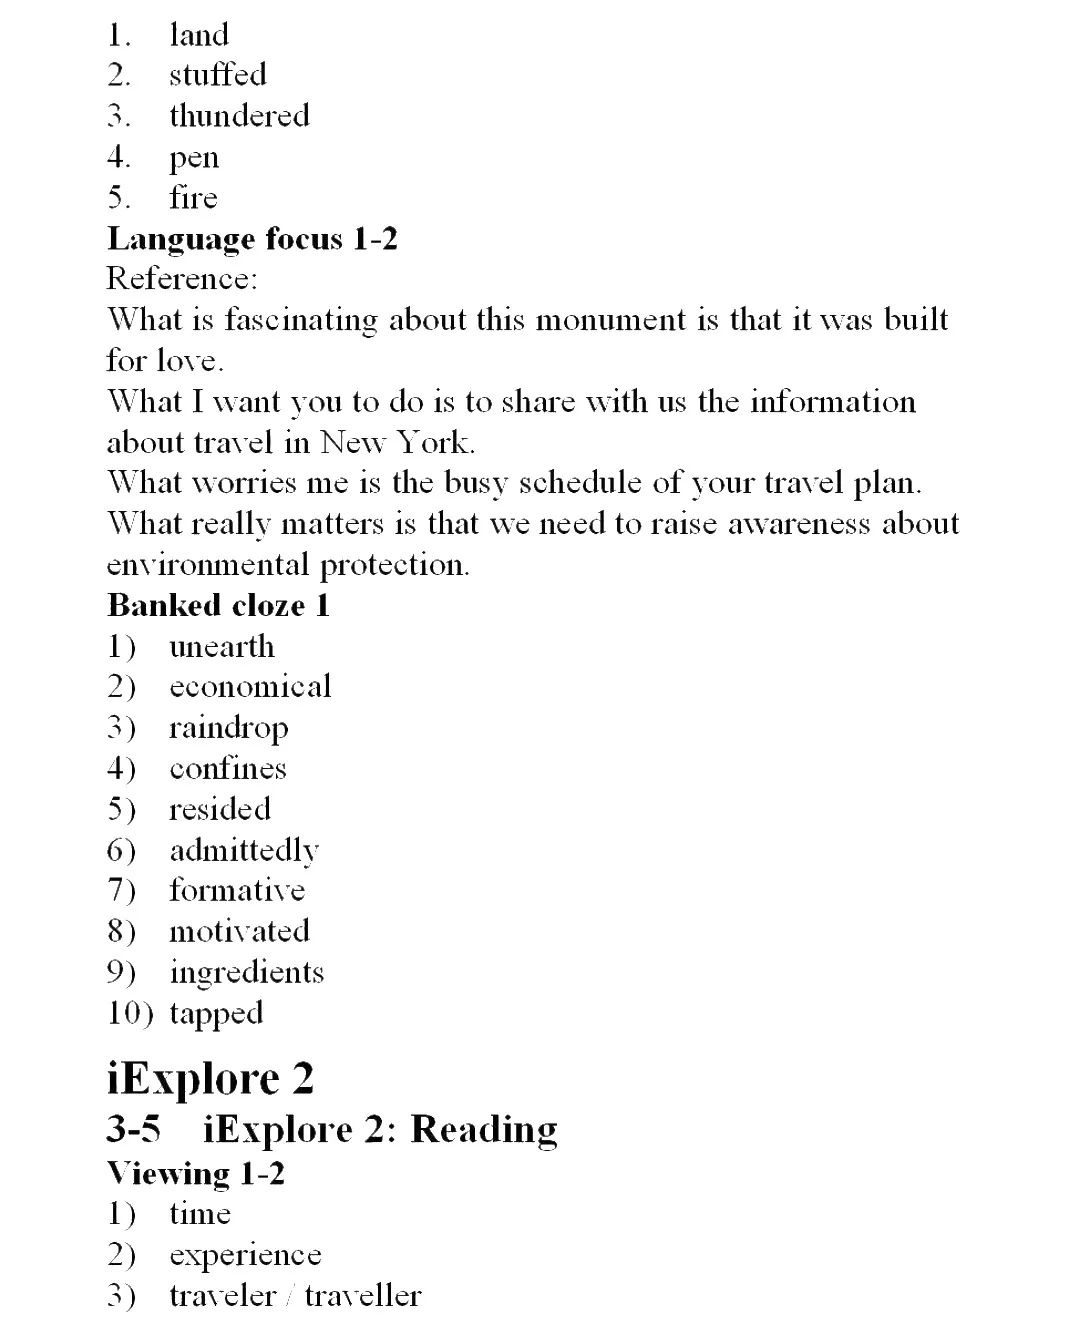 1. land
2. stuffed
3. thundered
4. pen
5. fire
Language focus 1-2
Reference:
What is fascinating about this monument is that it was built
for love.
What I want you to do is to share with us the information
about travel in New York.
What worries me is the busy schedule of your travel plan.
What really matters is that we need to raise awareness about
environmental protection.
Banked cloze 1
1) unearth
2) economical
3) raindrop
4) confines
5) resided
6) admittedly
7) formative
8) motivated
9) ingredients
10) tapped
iExplore 2
3-5 iExplore 2: Reading
Viewing 1-2
1) time
2) experience
3) traveler / traveller